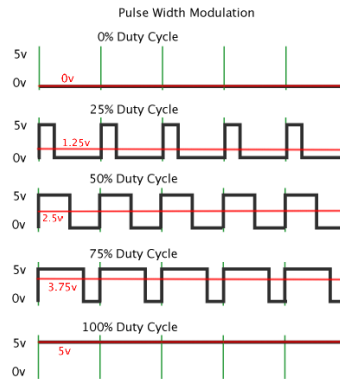 Pulse Width Modulation
0% Duty Cycle
5v
0v
0v
25% Duty Cycle
5v
1.25v
0v
50% Duty Cycle
5v
2.5v
0v
75% Duty Cycle
5v
3.75v
0v
100% Duty Cycle
5v
5v
0v